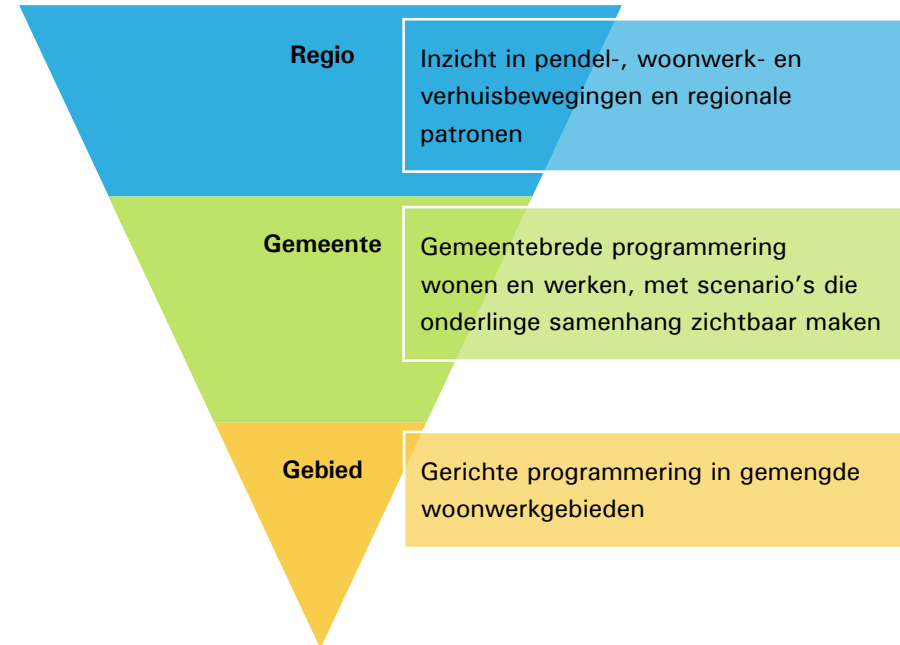 Regio
Inzicht in pendel-, woonwerk- en
verhuisbewegingen en regionale
patronen
Gemeente
Gemeentebrede programmering
wonen en werken, met scenario’s die
onderlinge samenhang zichtbaar maken
Gebied
Gerichte programmering in gemengde
woonwerkgebieden